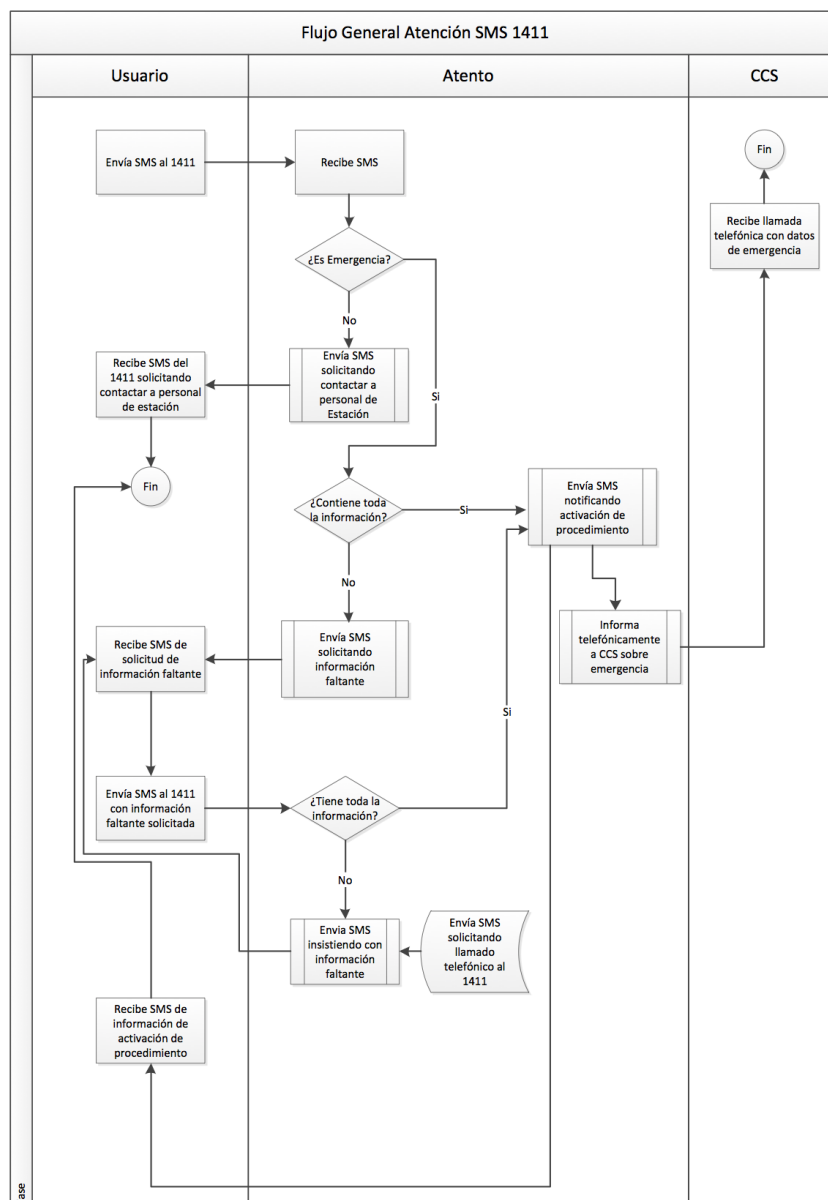 Flujo General Atención SMS 1411
Usuario
Atento
CCS
Envía SMS al 1411
Recibe SMS
Fin
Recibe llamada
telefónica con datos
de emergencia
¿Es Emergencia?
No
Si
Recibe SMS del
1411 solicitando
contactar a personal
de estación
Envía SMS
solicitando
contactar a
personal de
Estación
Fin
¿Contiene toda
la información?
Si
Envía SMS
notificando
activación de
procedimiento
No
Recibe SMS de
solicitud de
información faltante
Envía SMS
solicitando
información
faltante
Informa
telefónicamente
a CCS sobre
emergencia
Si
Envía SMS al 1411
con información
faltante solicitada
¿Tiene toda la
información?
No
Envia SMS
insistiendo con
información
faltante
Envía SMS
solicitando
llamado
telefónico al
1411
Recibe SMS de
información de
activación de
procedimiento
ase